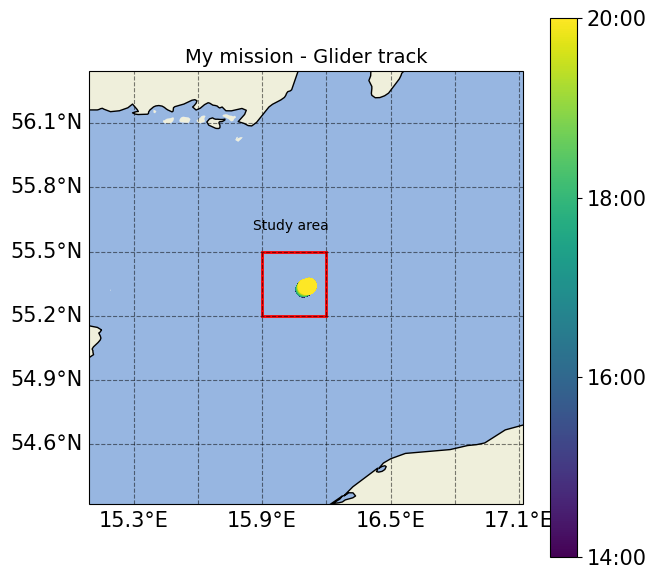 My mission - Glider track
56.1°N
55.8°N
55.5°N
55.2°N
54.9°N
54.6°N
Study area
15.3°E
15.9°E
16.5°E
17.1°E
20:00
18:00
16:00
14:00